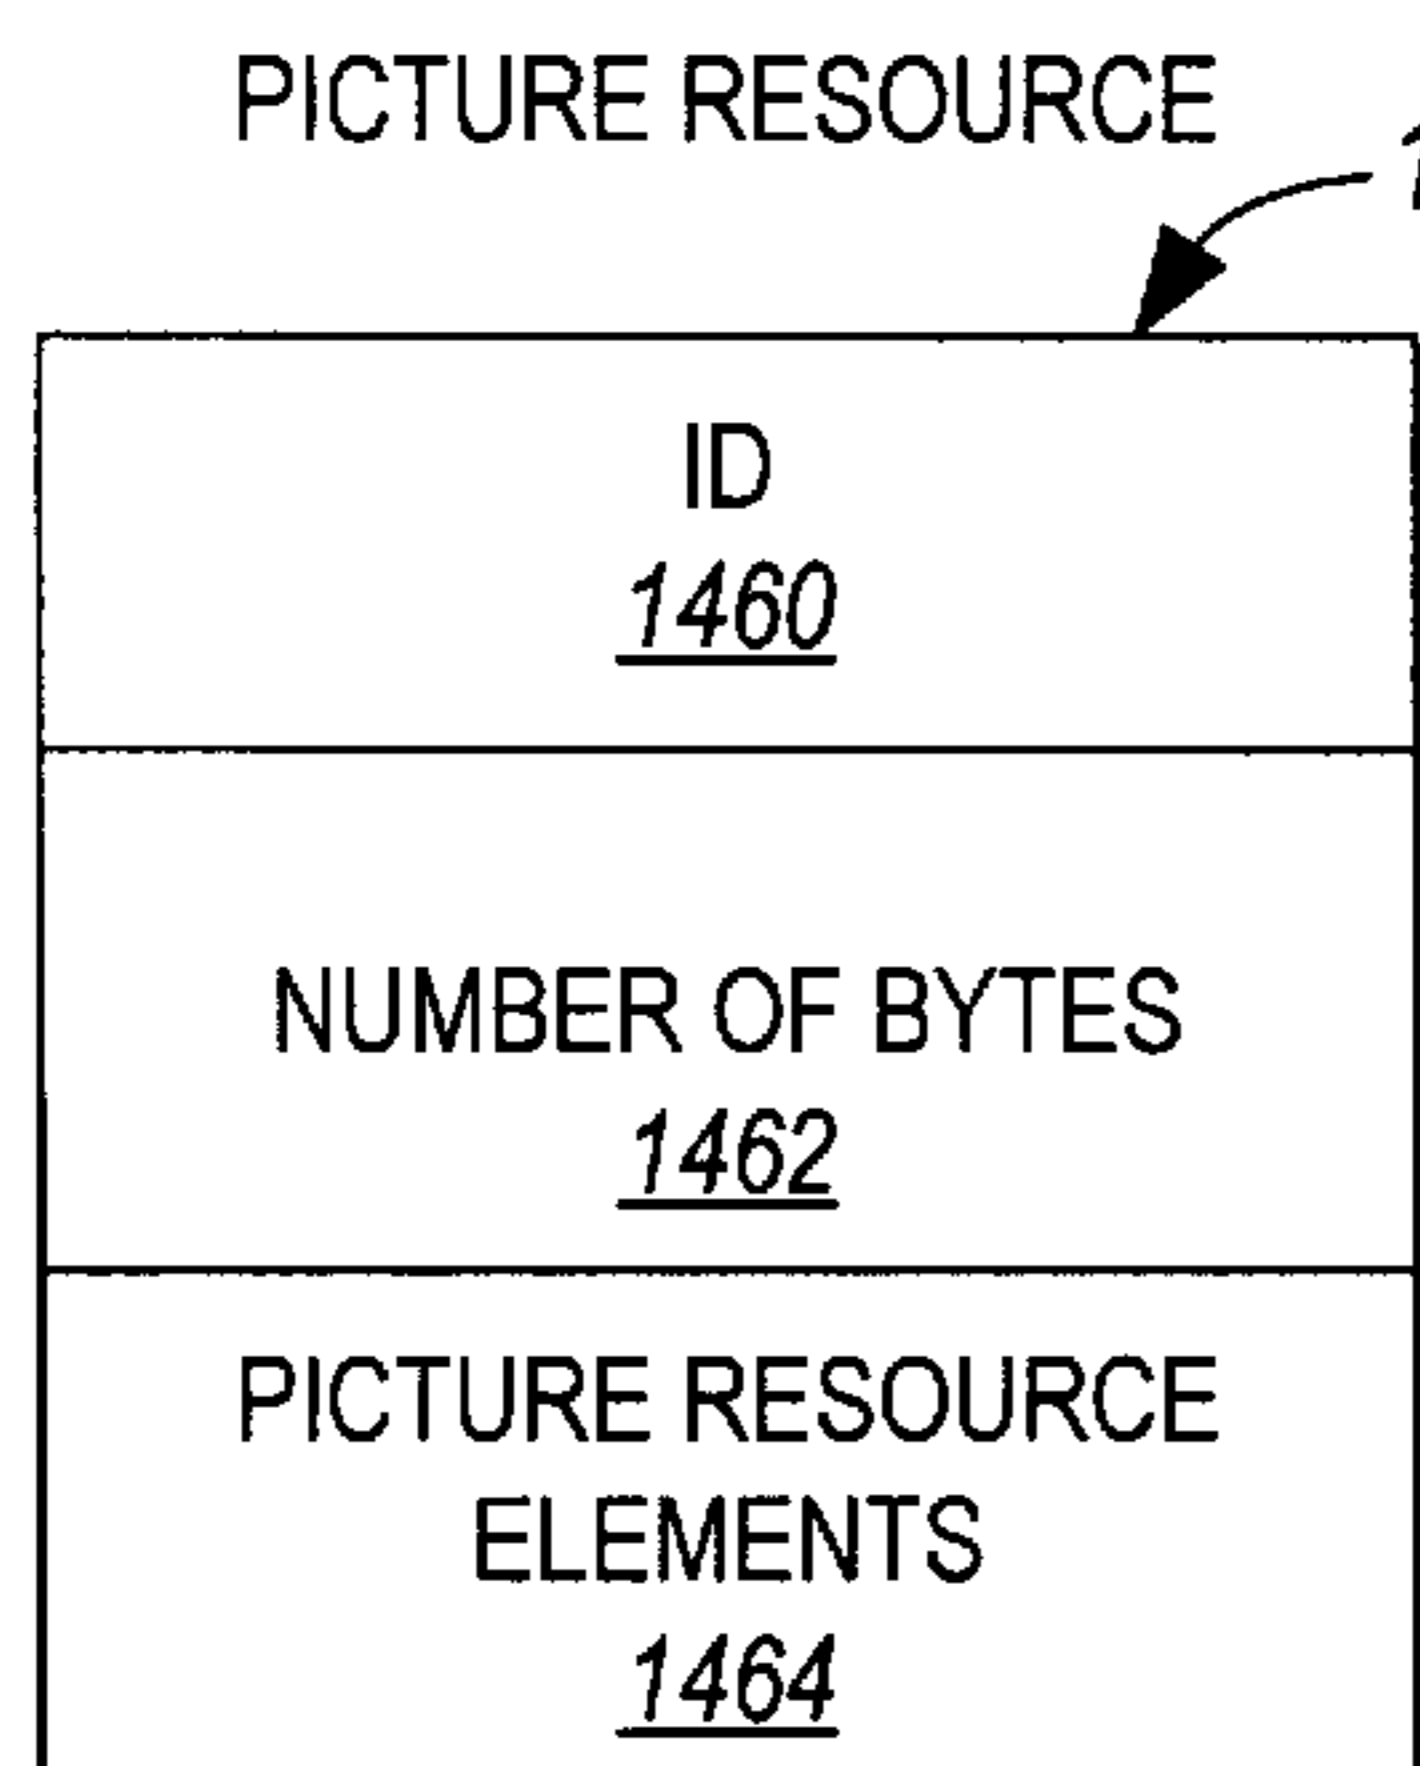 PICTURE RESOURCE
ID
1460
NUMBER OF BYTES
1462
PICTURE RESOURCE
ELEMENTS
1464